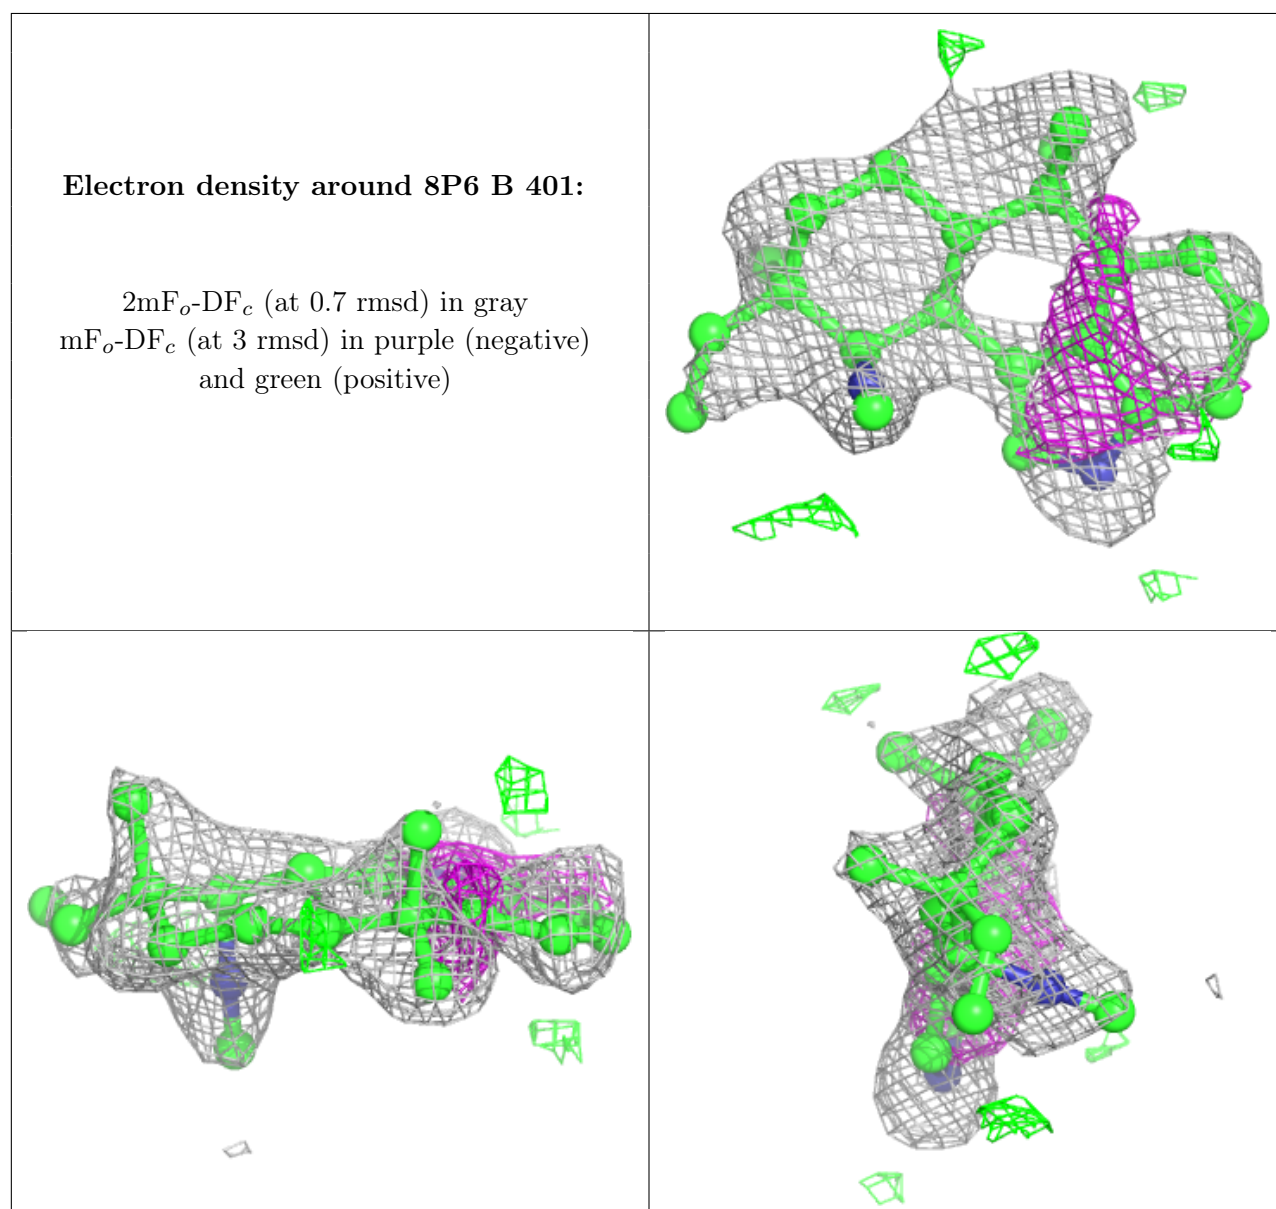 Electron density around 8P6 B 401:
2mFo-DFc (at 0.7 rmsd) in gray
mFo-DFc (at 3 rmsd) in purple (negative)
and green (positive)